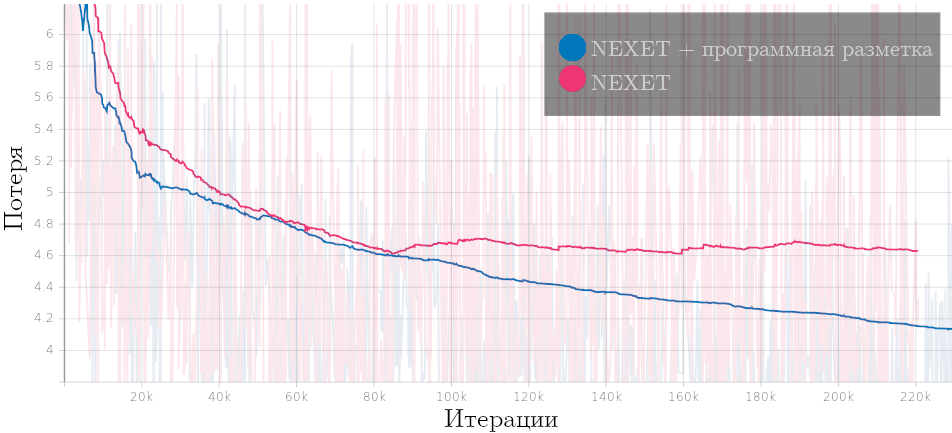 NEXET + программная разметка
NEXET
Потеря
6
5.8
5.6
5.4
5.2
5
4.8
4.6
4.4
4.2
4
20k
40k
60k
80k
100k
120k
140k
160k
180k
200k
220k
Итерации